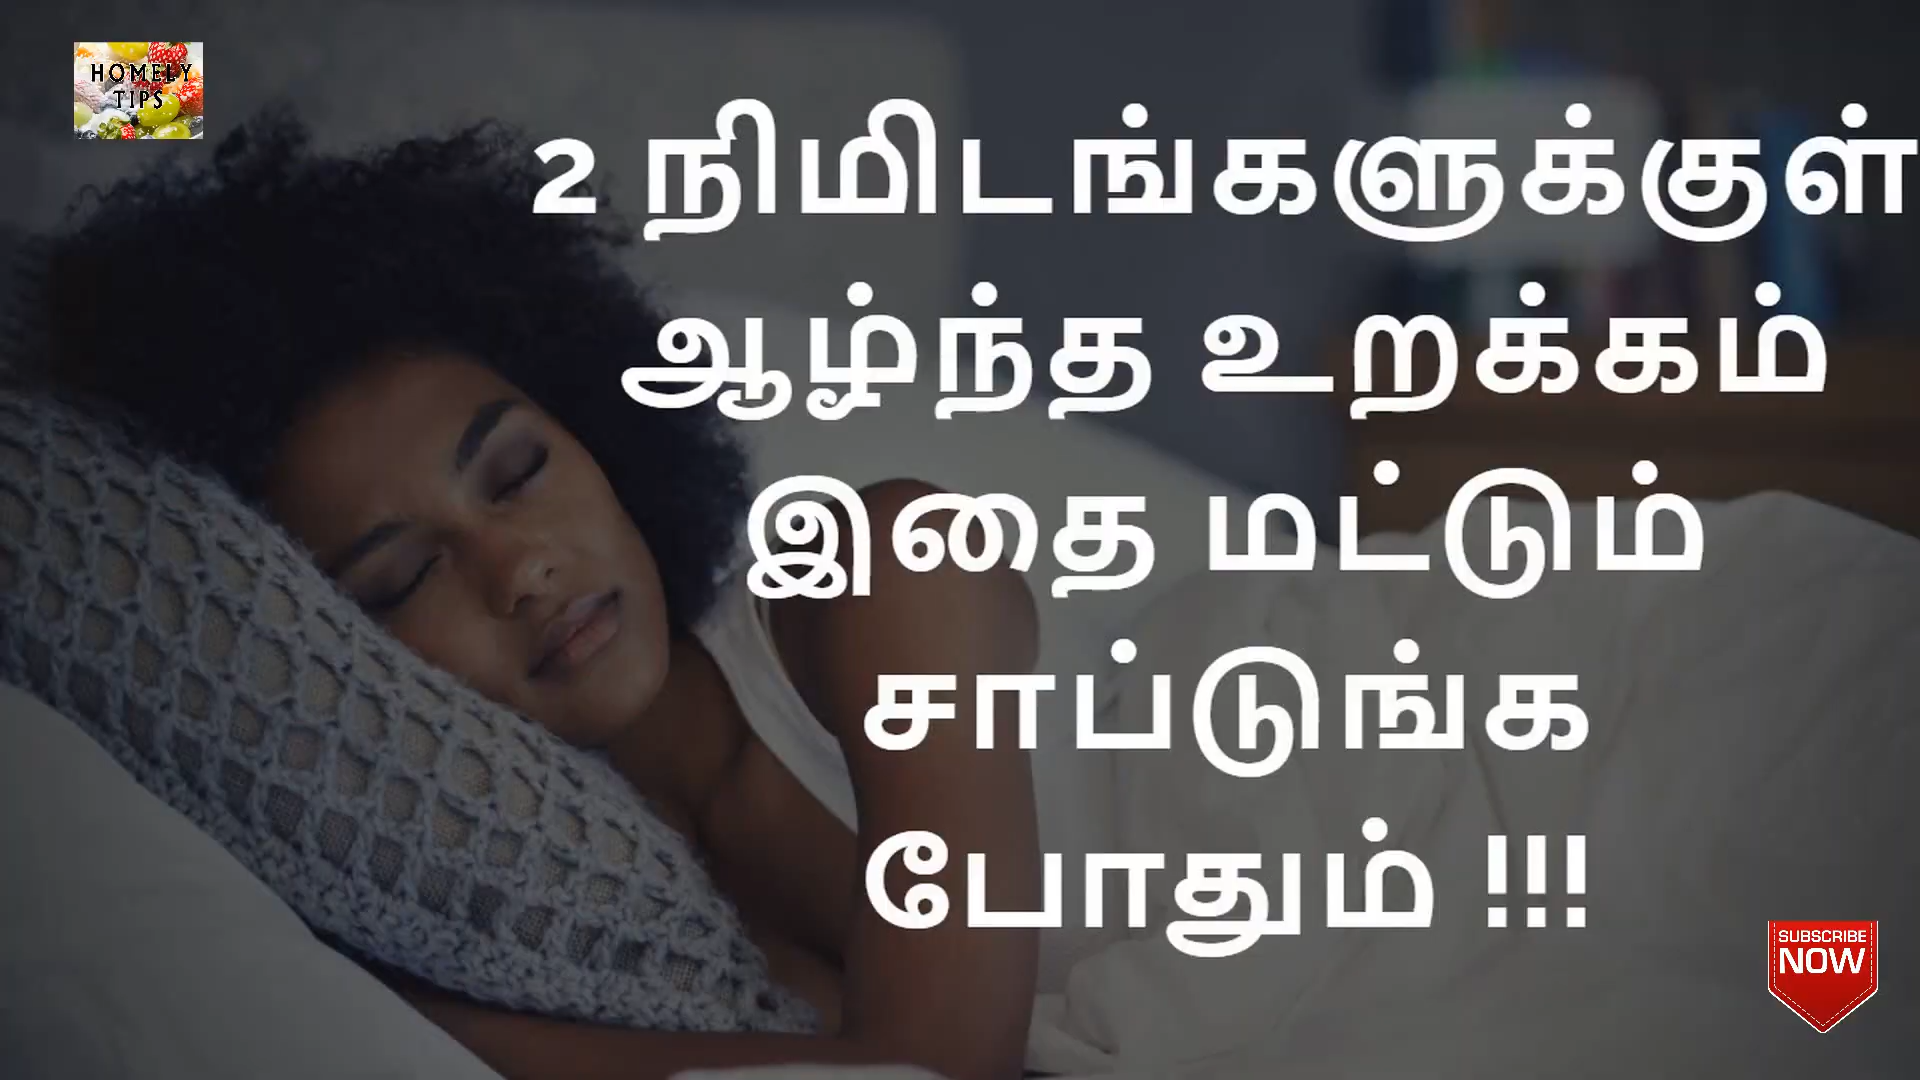 HOMELY
TIPS
2 நிமிடங்களுக்குள்
ஆழ்ந்த உறக்கம்
இதை மட்டும்
சாப்டுங்க
போதும் !!!
SUBSCRIBE
NOW